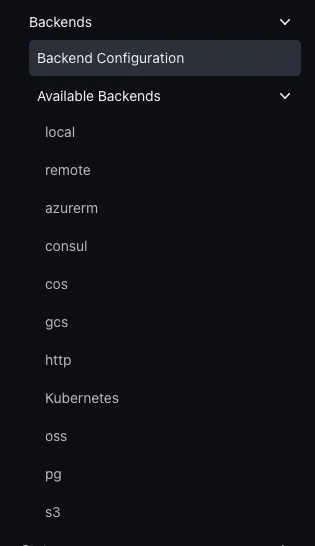 Backends
Backend Configuration
Available Backends
local
remote
azurerm
consul
cos
gcs
http
Kubernetes
oss
pg
s3